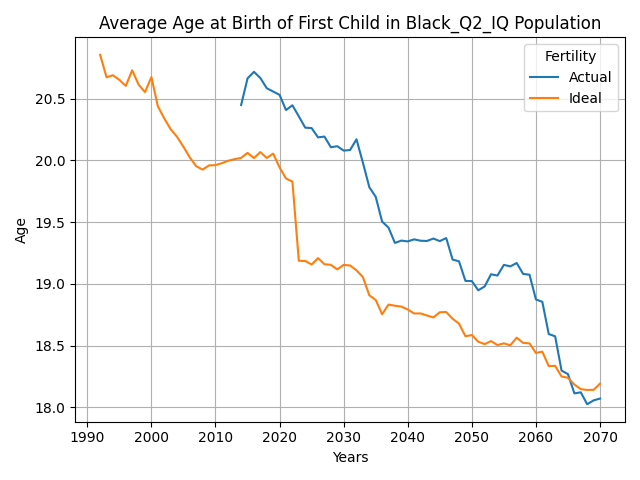 Average Age at Birth of First Child in Black_Q2_IQ Population
Fertility
Actual
Ideal
Age
20.5
20.0
19.5
19.0
18.5
18.0
1990 2000 2010 2020 2030 2040 2050 2060 2070
Years